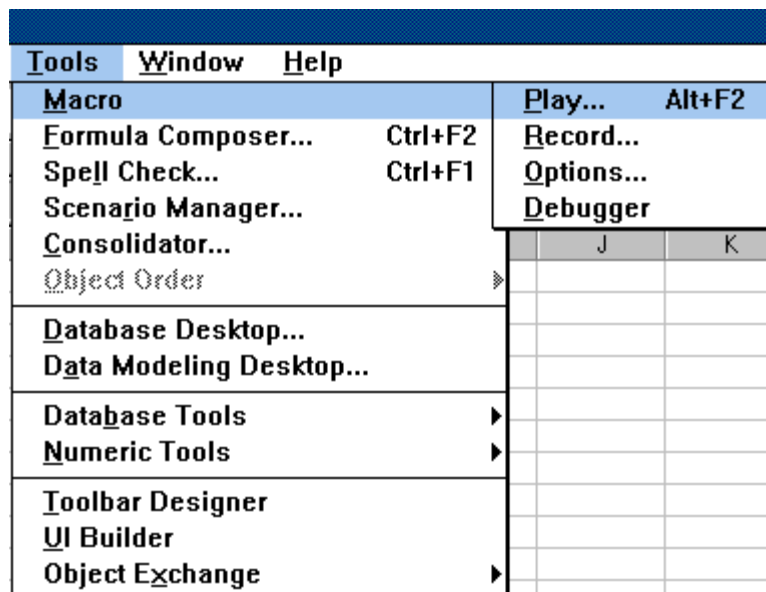 Tools Window Help
Macro
Formula Composer... Ctrl+F2
Spell Check... Ctrl+F1
Scenario Manager...
Consolidator...
Object Order
Database Desktop...
Data Modeling Desktop...
Database Tools
Numeric Tools
Toolbar Designer
UI Builder
Object Exchange
Play... Alt+F2
Record...
Options...
Debugger
J K